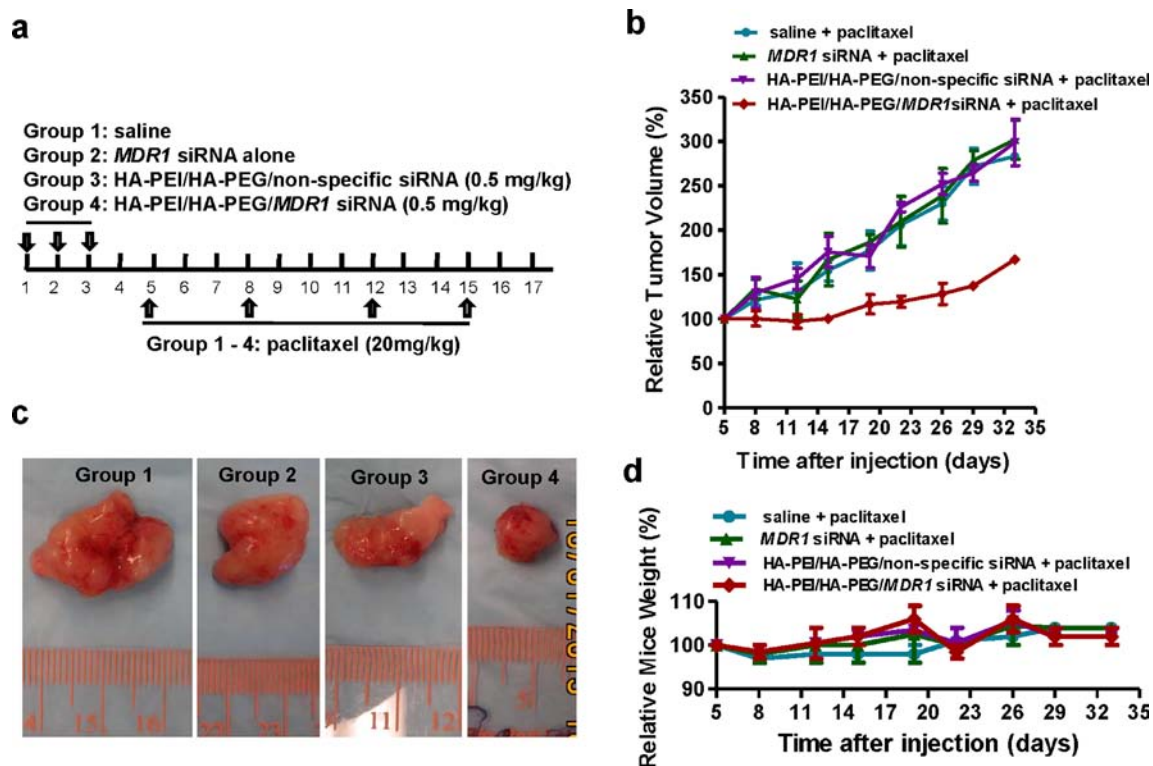 a
Group 1: saline
Group 2: MDR1 siRNA alone
Group 3: HA-PEI/HA-PEG/non-specific siRNA (0.5 mg/kg)
Group 4: HA-PEI/HA-PEG/MDR1 siRNA (0.5 mg/kg)
1 2 3 4 5 6 7 8 9 10 11 12 13 14 15 16 17
Group 1 - 4: paclitaxel (20mg/kg)
b
saline + paclitaxel
MDR1 siRNA + paclitaxel
HA-PEI/HA-PEG/non-specific siRNA + paclitaxel
HA-PEI/HA-PEG/MDR1siRNA + paclitaxel
Relative Tumor Volume (%)
350
300
250
200
150
100
50
0
5 8 11 14 17 20 23 26 29 32 35
Time after injection (days)
c
Group 1
Group 2
Group 3
Group 4
15 16
11 12
d
saline + paclitaxel
MDR1 siRNA + paclitaxel
HA-PEI/HA-PEG/non-specific siRNA + paclitaxel
HA-PEI/HA-PEG/MDR1 siRNA + paclitaxel
Relative Mice Weight (%)
110
100
90
5 8 11 14 17 20 23 26 29 32 35
Time after injection (days)